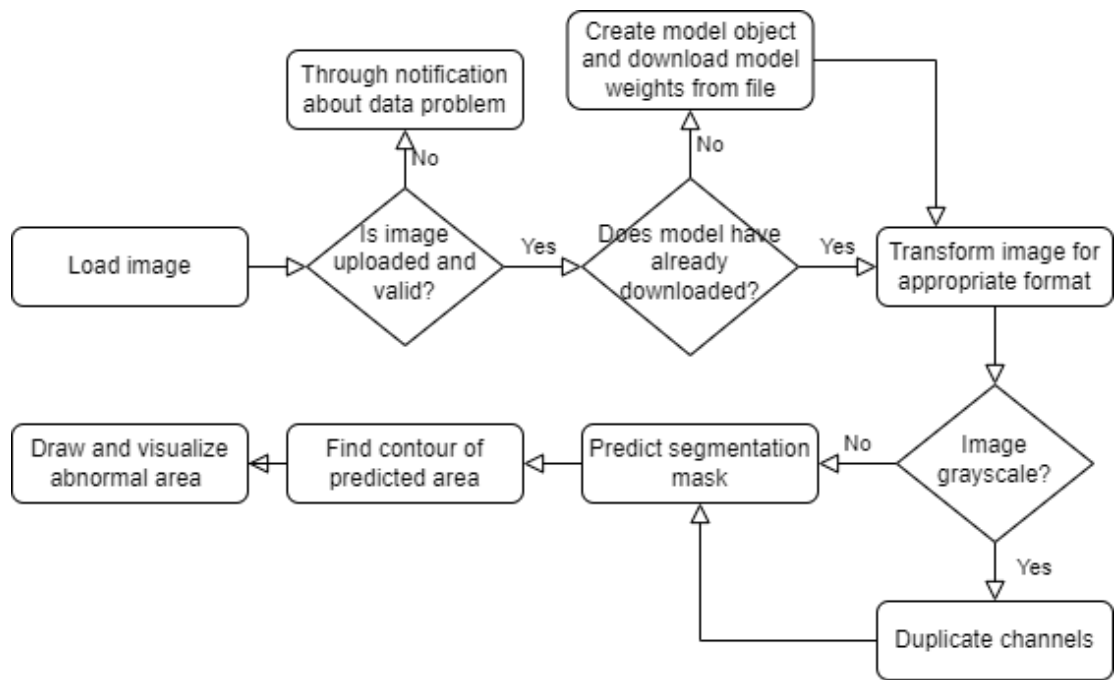 Create model object
and download model
weights from file
Through notification
about data problem
No
No
Load image
Is image
uploaded and
valid?
Yes
Does model have
already
downloaded?
Yes
Transform image for
appropriate format
Draw and visualize
abnormal area
Find contour of
predicted area
Predict segmentation
mask
No
Image
grayscale?
Yes
Duplicate channels